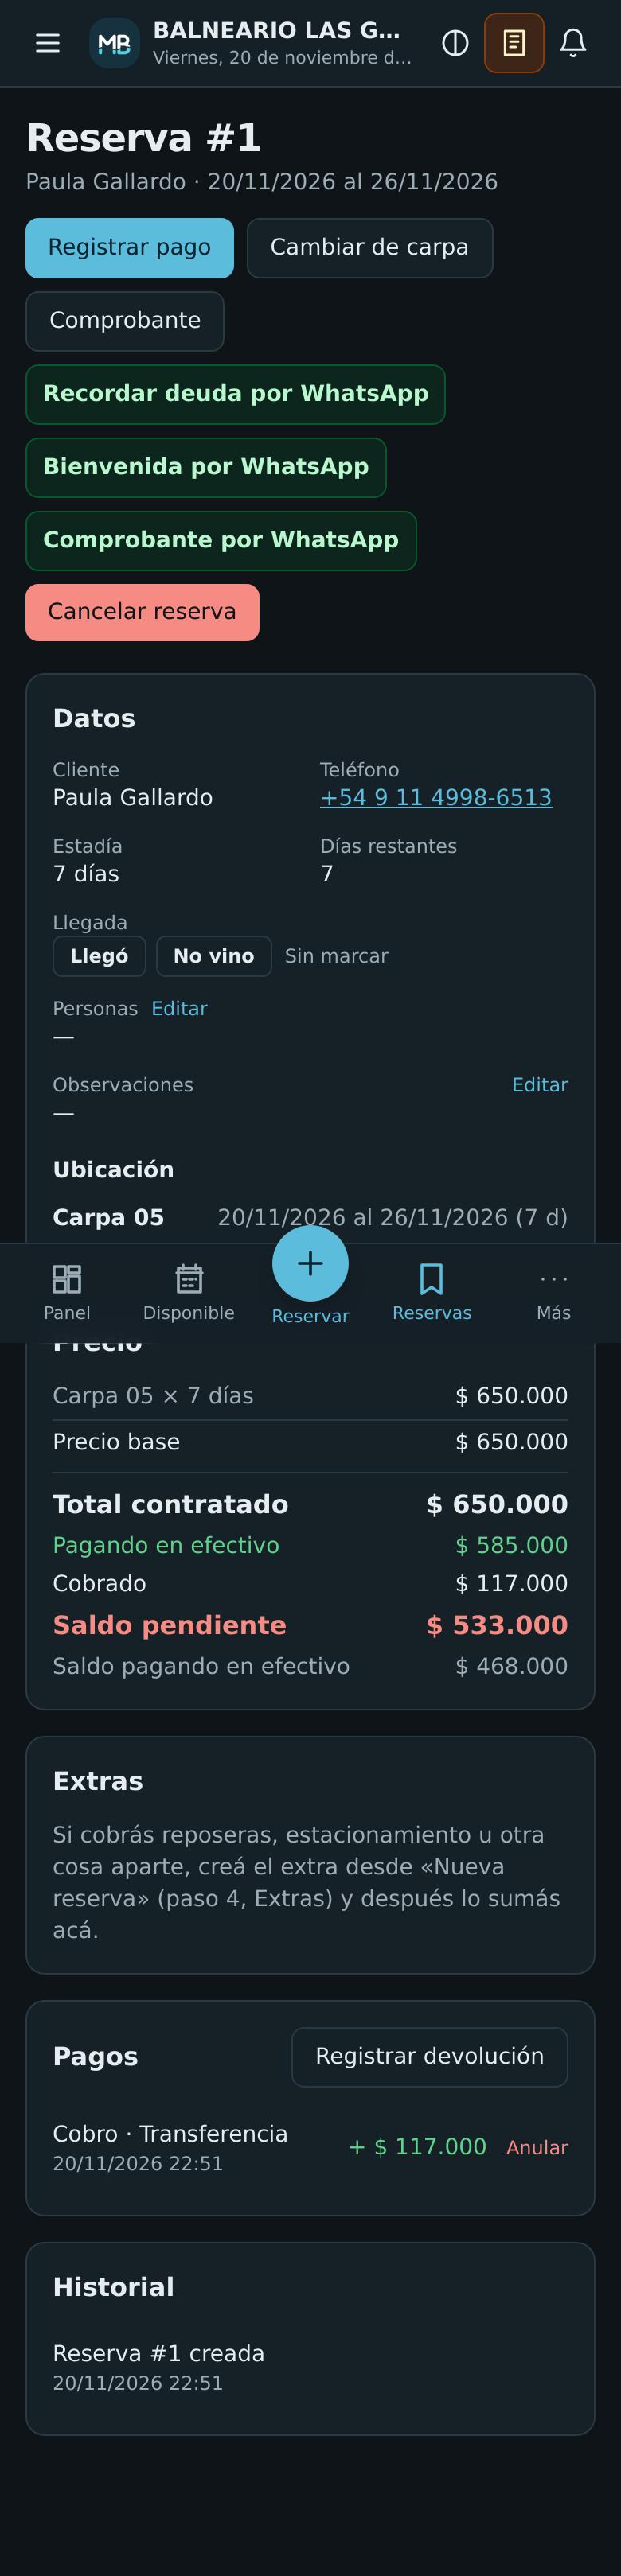 MB
BALNEARIO LAS G...
Viernes, 20 de noviembre d...
Reserva #1
Paula Gallardo · 20/11/2026 al 26/11/2026
Registrar pago
Cambiar de carpa
Comprobante
Recordar deuda por WhatsApp
Bienvenida por WhatsApp
Comprobante por WhatsApp
Cancelar reserva
Datos
Cliente
Teléfono
Paula Gallardo
+54 9 11 4998-6513
Estadía
Días restantes
7 días
7
Llegada
Llegó
No vino
Sin marcar
Personas Editar
—
Observaciones
Editar
—
Ubicación
Carpa 05
20/11/2026 al 26/11/2026 (7 d)
Panel
Disponible
Reservar
Reservas
Más
Precio
Carpa 05 × 7 días
$ 650.000
Precio base
$ 650.000
Total contratado
$ 650.000
Pagando en efectivo
$ 585.000
Cobrado
$ 117.000
Saldo pendiente
$ 533.000
Saldo pagando en efectivo
$ 468.000
Extras
Si cobrás reposeras, estacionamiento u otra
cosa aparte, creá el extra desde «Nueva
reserva» (paso 4, Extras) y después lo sumás
acá.
Pagos
Registrar devolución
Cobro · Transferencia
20/11/2026 22:51
+ $ 117.000
Anular
Historial
Reserva #1 creada
20/11/2026 22:51